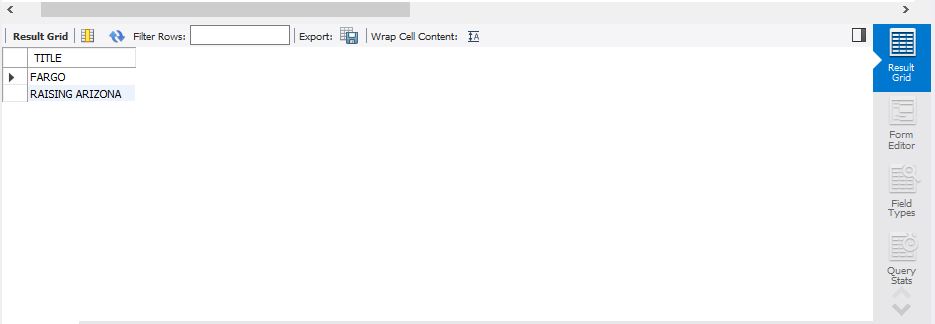 Result Grid Filter Rows: Export: Wrap Cell Content: IA
TITLE
FARGO
RAISING ARIZONA
Result
Grid
Form
Editor
Field
Types
Query
Stats